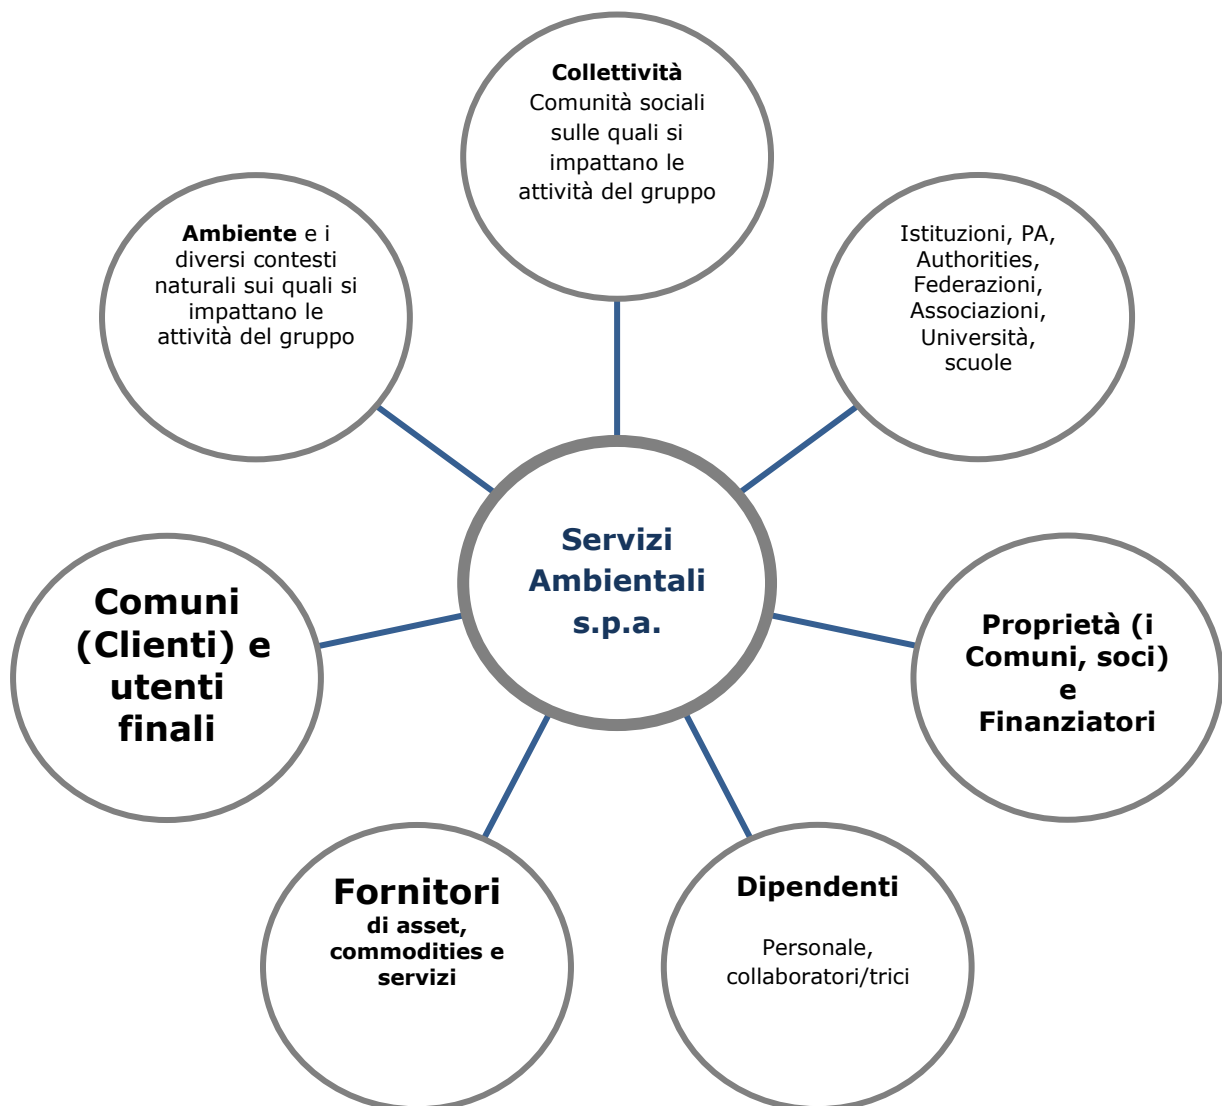 Collettività
Comunità sociali
sulle quali si
impattano le
attività del gruppo
Ambiente e i
diversi contesti
naturali sui quali si
impattano le
attività del gruppo
Istituzioni, PA,
Authorities,
Federazioni,
Associazioni,
Università,
scuole
Servizi
Ambientali
s.p.a.
Comuni
(Clienti) e
utenti
finali
Proprietà (i
Comuni, soci)
e
Finanziatori
Fornitori
di asset,
commodities e
servizi
Dipendenti
Personale,
collaboratori/trici